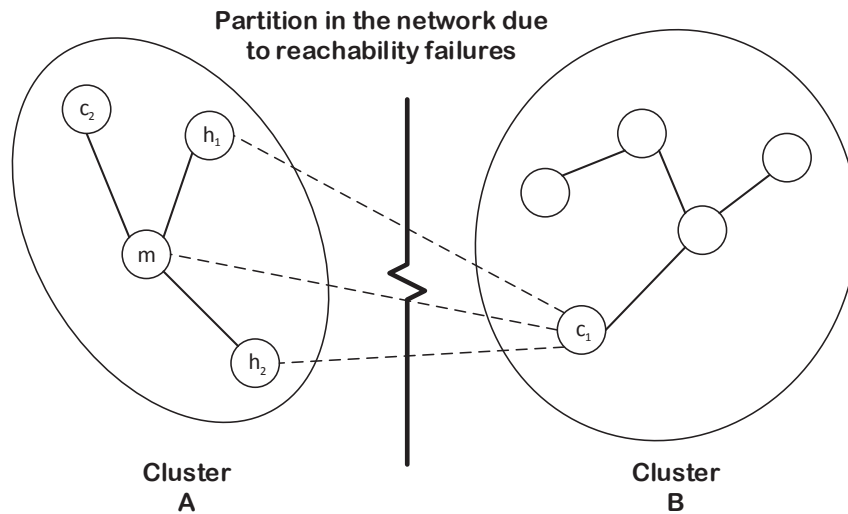 Partition in the network due
to reachability failures
c₂
h₁
m
h₂
c₁
Cluster
A
Cluster
B